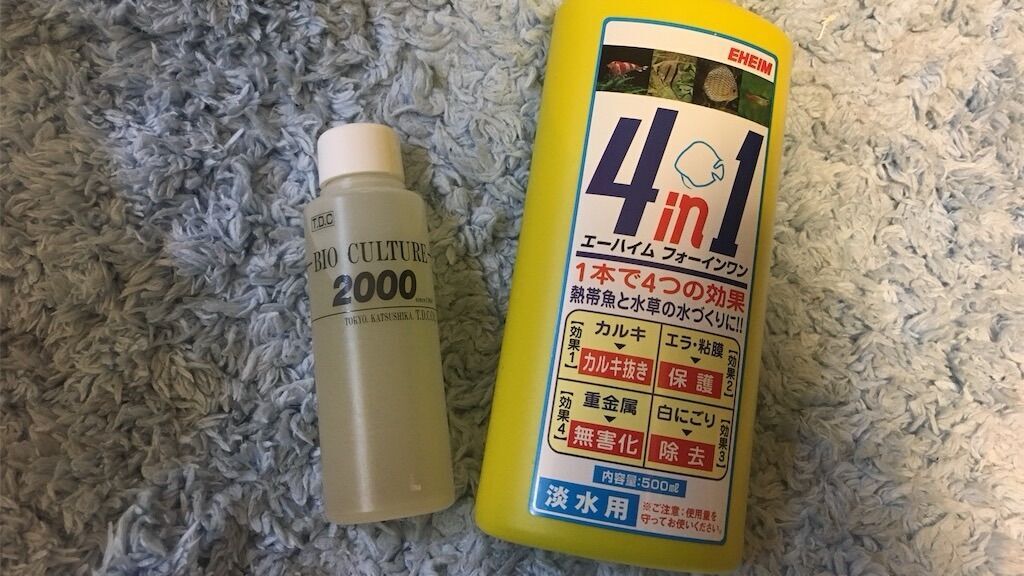 T.D.C
BIO CULTURE
2000
TOKYO. KATSUSHIKA. T.D.C.
EHEIM
4in1
エーハイム フォーインワン
1本で4つの効果
熱帯魚と水草の水づくりに!!
【効果1】
カルキ
カルキ抜き
エラ・粘膜
保護
【効果2】
【効果4】
重金属
無害化
白にごり
除去
【効果3】
内容量:500mℓ
淡水用
※ご注意:使用量を
守ってお使いください。